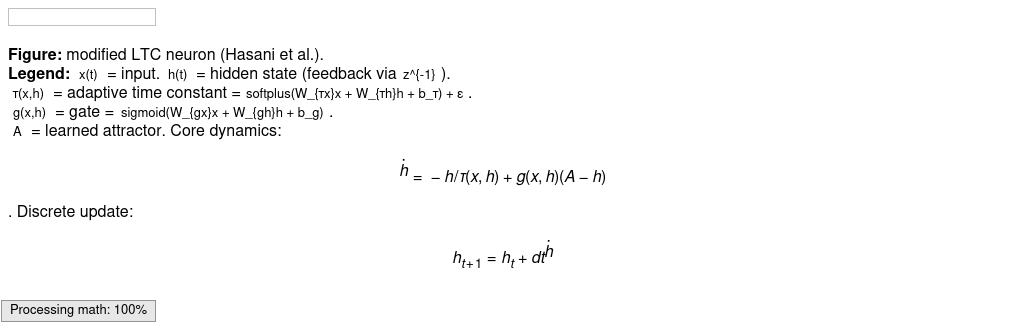 Figure: modified LTC neuron (Hasani et al.).
Legend: x(t) = input. h(t) = hidden state (feedback via z^{-1} ).
τ(x,h) = adaptive time constant = softplus(W_{τx}x + W_{τh}h + b_τ) + ε .
g(x,h) = gate = sigmoid(W_{gx}x + W_{gh}h + b_g) .
A = learned attractor. Core dynamics:
ḣ = − h/τ(x, h) + g(x, h)(A − h)
. Discrete update:
h_{t+1} = h_t + dtḣ
Processing math: 100%